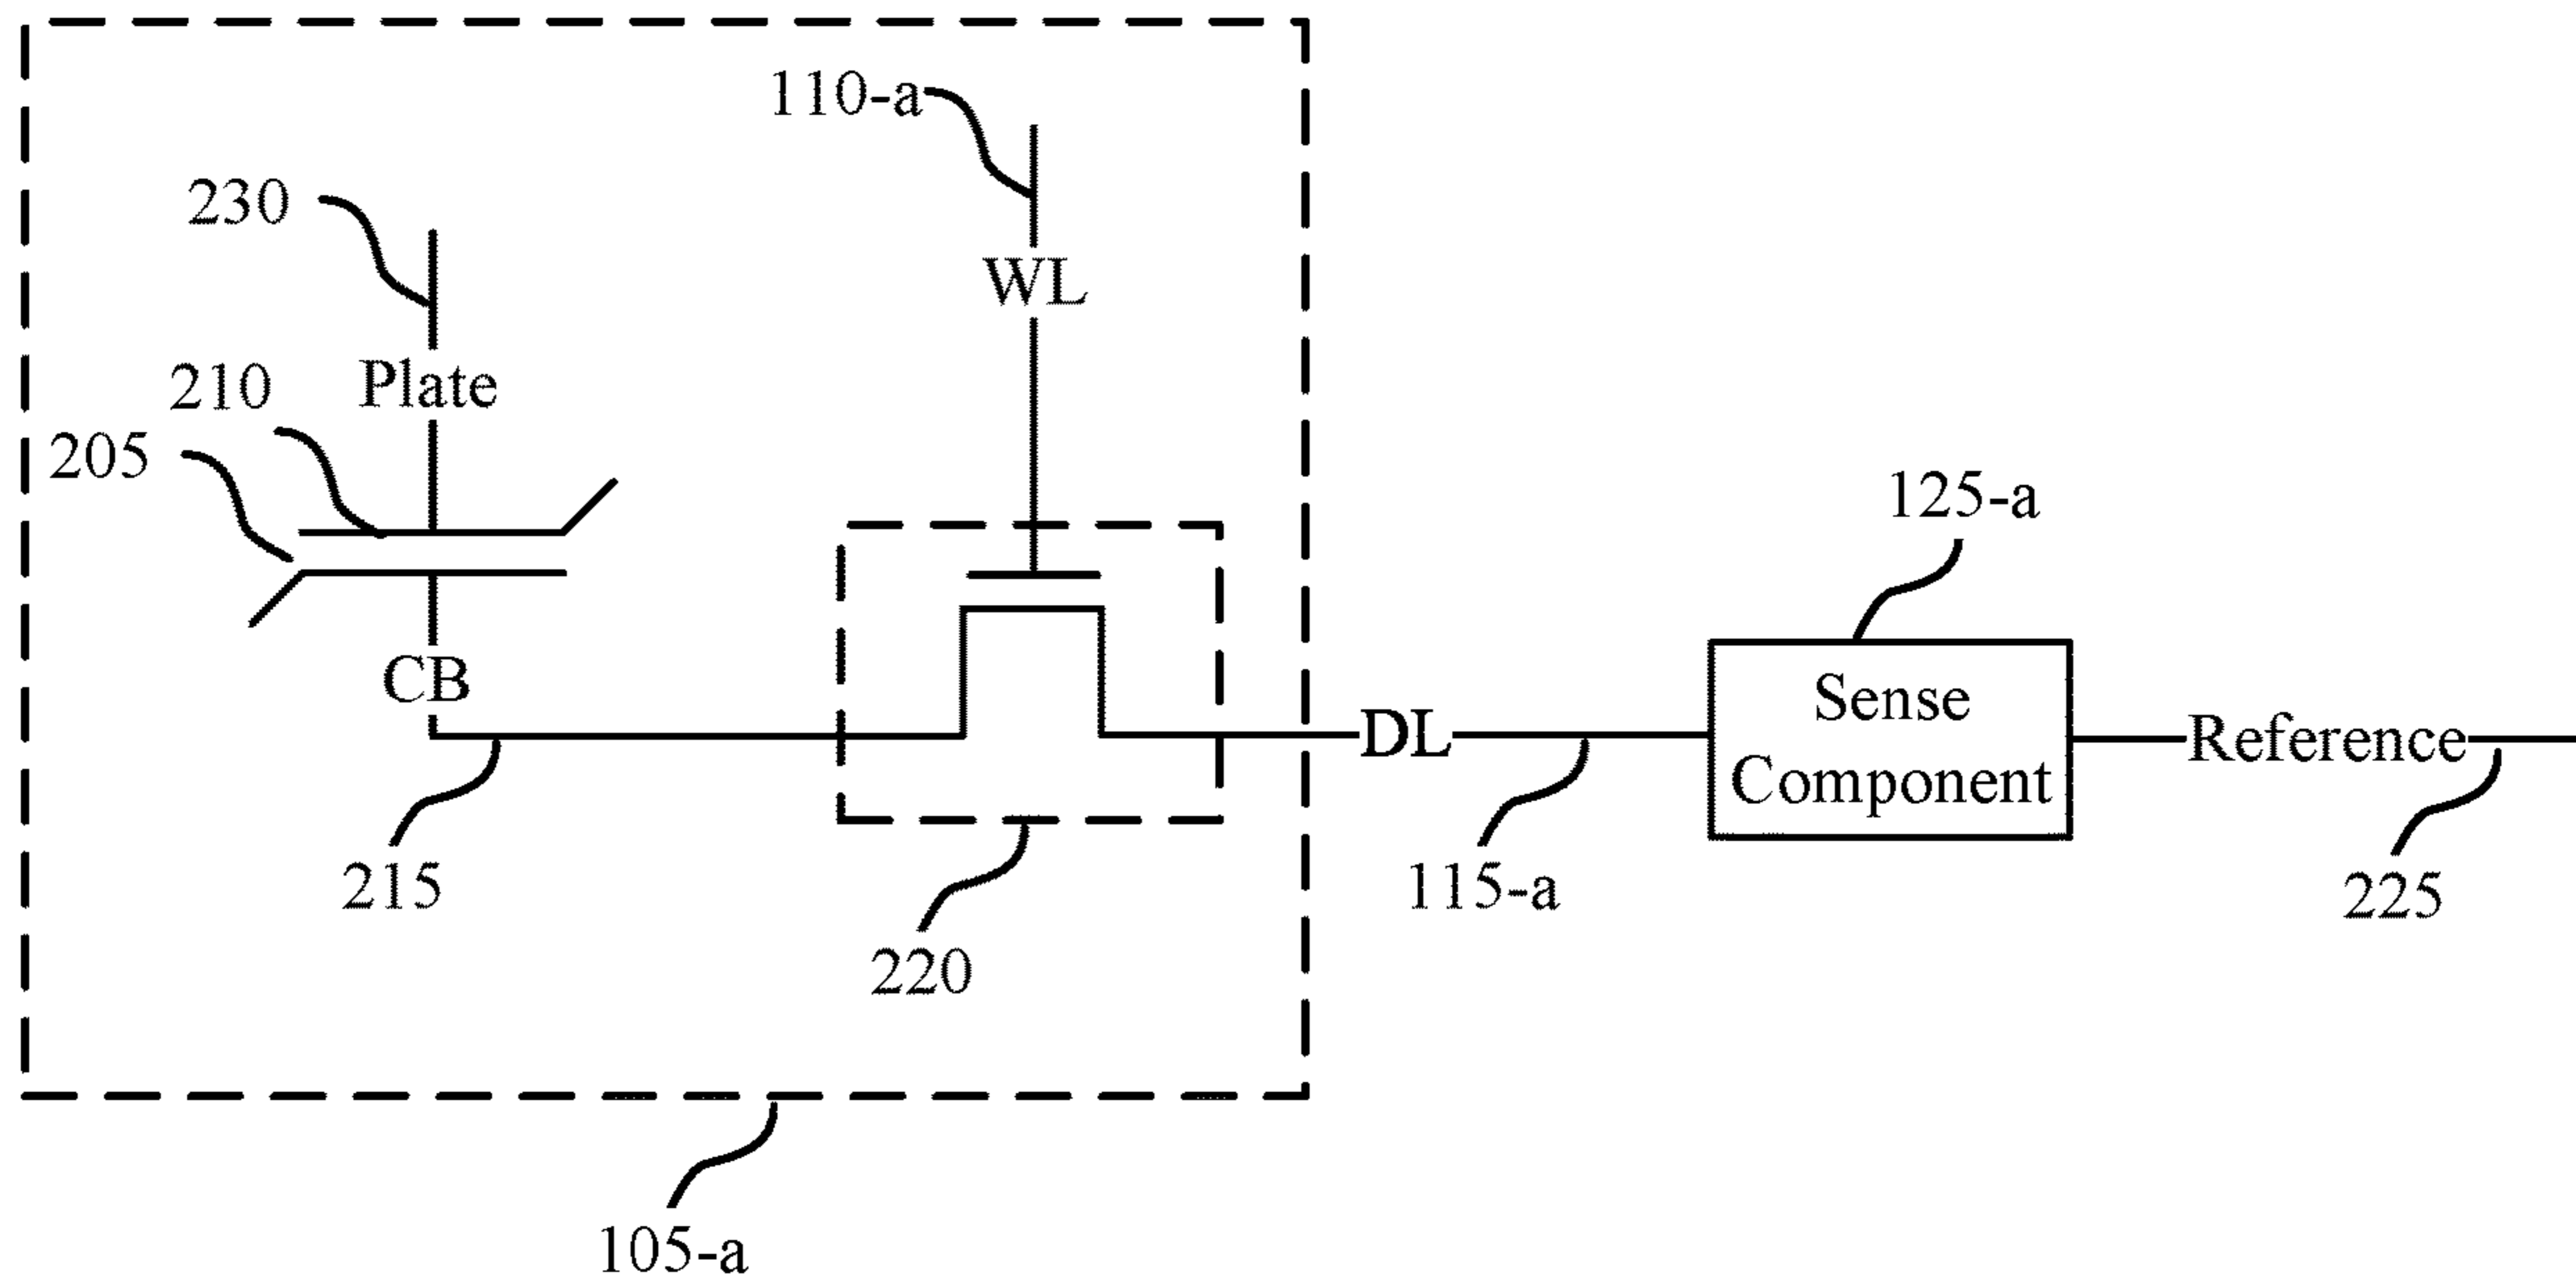 110-a
230
WL
Plate
210
205
125-a
CB
DL
Sense
Component
Reference
215
115-a
225
220
105-a